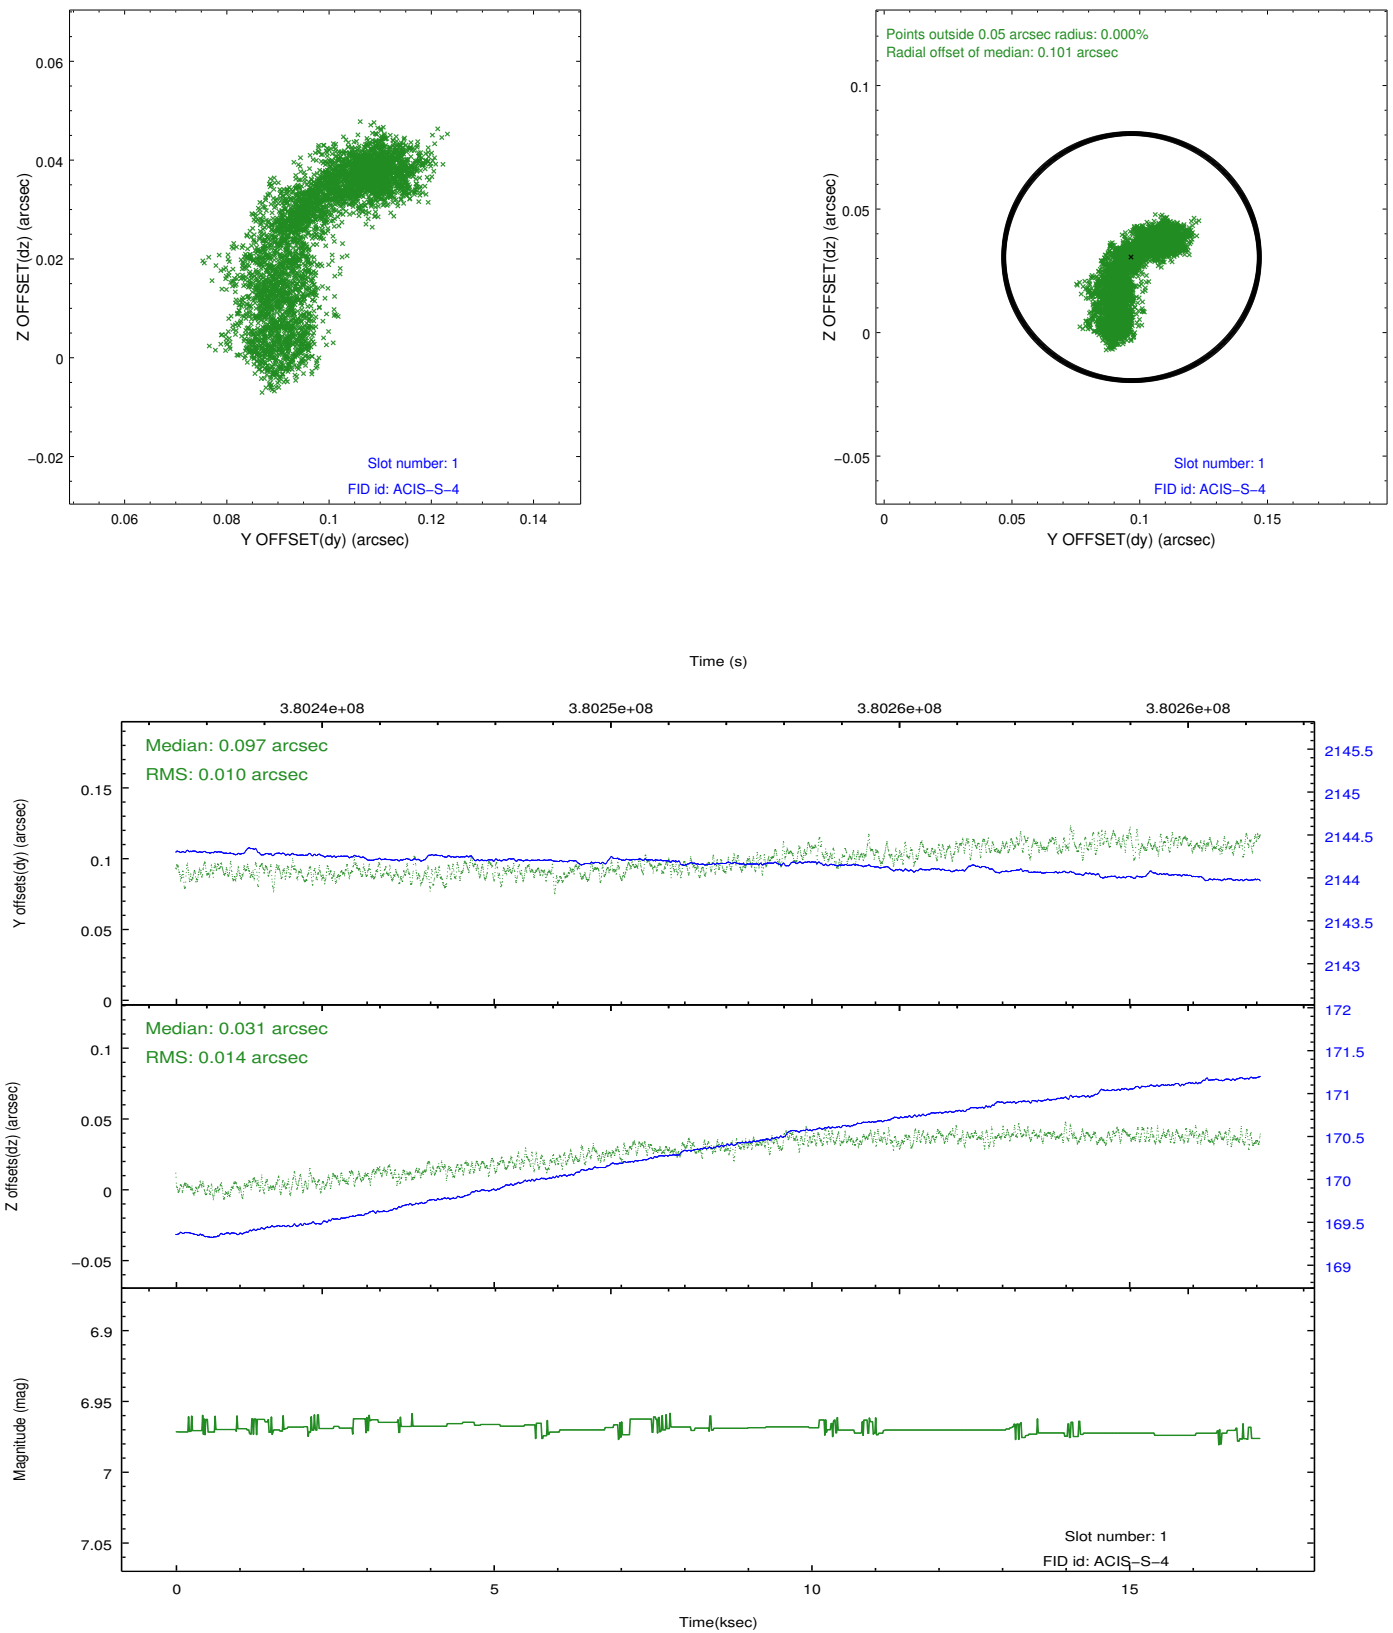 0.06
0.04
0.02
0
−0.02
Z OFFSET(dz) (arcsec)
Slot number: 1
FID id: ACIS−S−4
0.06 0.08 0.1 0.12 0.14
Y OFFSET(dy) (arcsec)
Points outside 0.05 arcsec radius: 0.000%
Radial offset of median: 0.101 arcsec
0.1
0.05
0
−0.05
Z OFFSET(dz) (arcsec)
Slot number: 1
FID id: ACIS−S−4
0 0.05 0.1 0.15
Y OFFSET(dy) (arcsec)
Time (s)
3.8024e+08 3.8025e+08 3.8026e+08 3.8026e+08
Median: 0.097 arcsec
RMS: 0.010 arcsec
0.15
0.1
0.05
0
Y offsets(dy) (arcsec)
2145.5
2145
2144.5
2144
2143.5
2143
Median: 0.031 arcsec
RMS: 0.014 arcsec
0.1
0.05
0
−0.05
Z offsets(dz) (arcsec)
172
171.5
171
170.5
170
169.5
169
6.9
6.95
7
7.05
Magnitude (mag)
Slot number: 1
FID id: ACIS−S−4
0 5 10 15
Time(ksec)